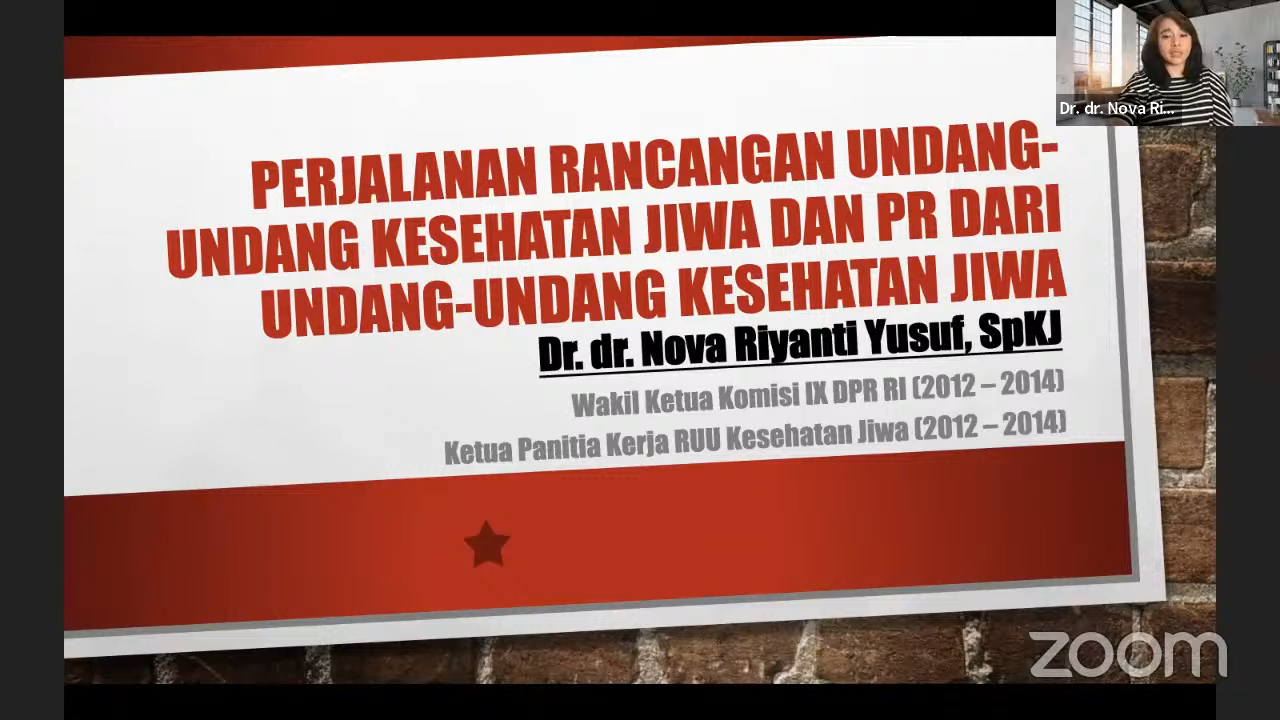 Dr. dr. Nova Ri...
PERJALANAN RANCANGAN UNDANG-
UNDANG KESEHATAN JIWA DAN PR DARI
UNDANG-UNDANG KESEHATAN JIWA
Dr. dr. Nova Riyanti Yusuf, SpKJ
Wakil Ketua Komisi IX DPR RI (2012 – 2014)
Ketua Panitia Kerja RUU Kesehatan Jiwa (2012 – 2014)
zoom